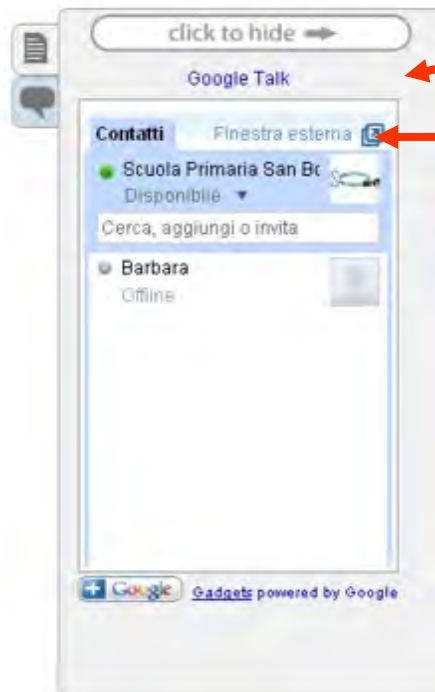 click to hide
Google Talk
Contatti Finestra esterna
Scuola Primaria San Bo
Disponibile
Cerca, aggiungi o invita
Barbara
Offline
Google Gadgets powered by Google